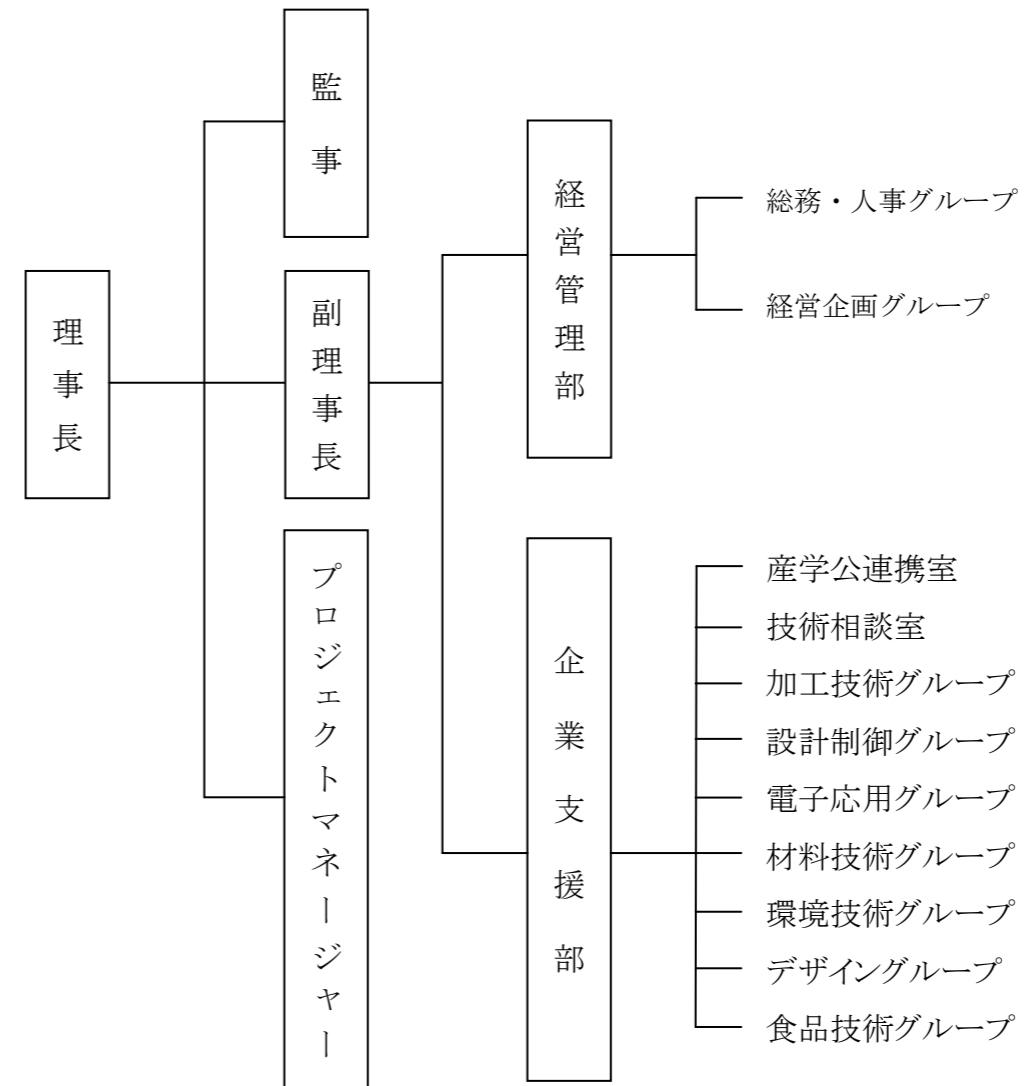 理事長
監事
副理事長
プロジェクトマネージャー
経営管理部
総務・人事グループ
経営企画グループ
企業支援部
産学公連携室
技術相談室
加工技術グループ
設計制御グループ
電子応用グループ
材料技術グループ
環境技術グループ
デザイングループ
食品技術グループ